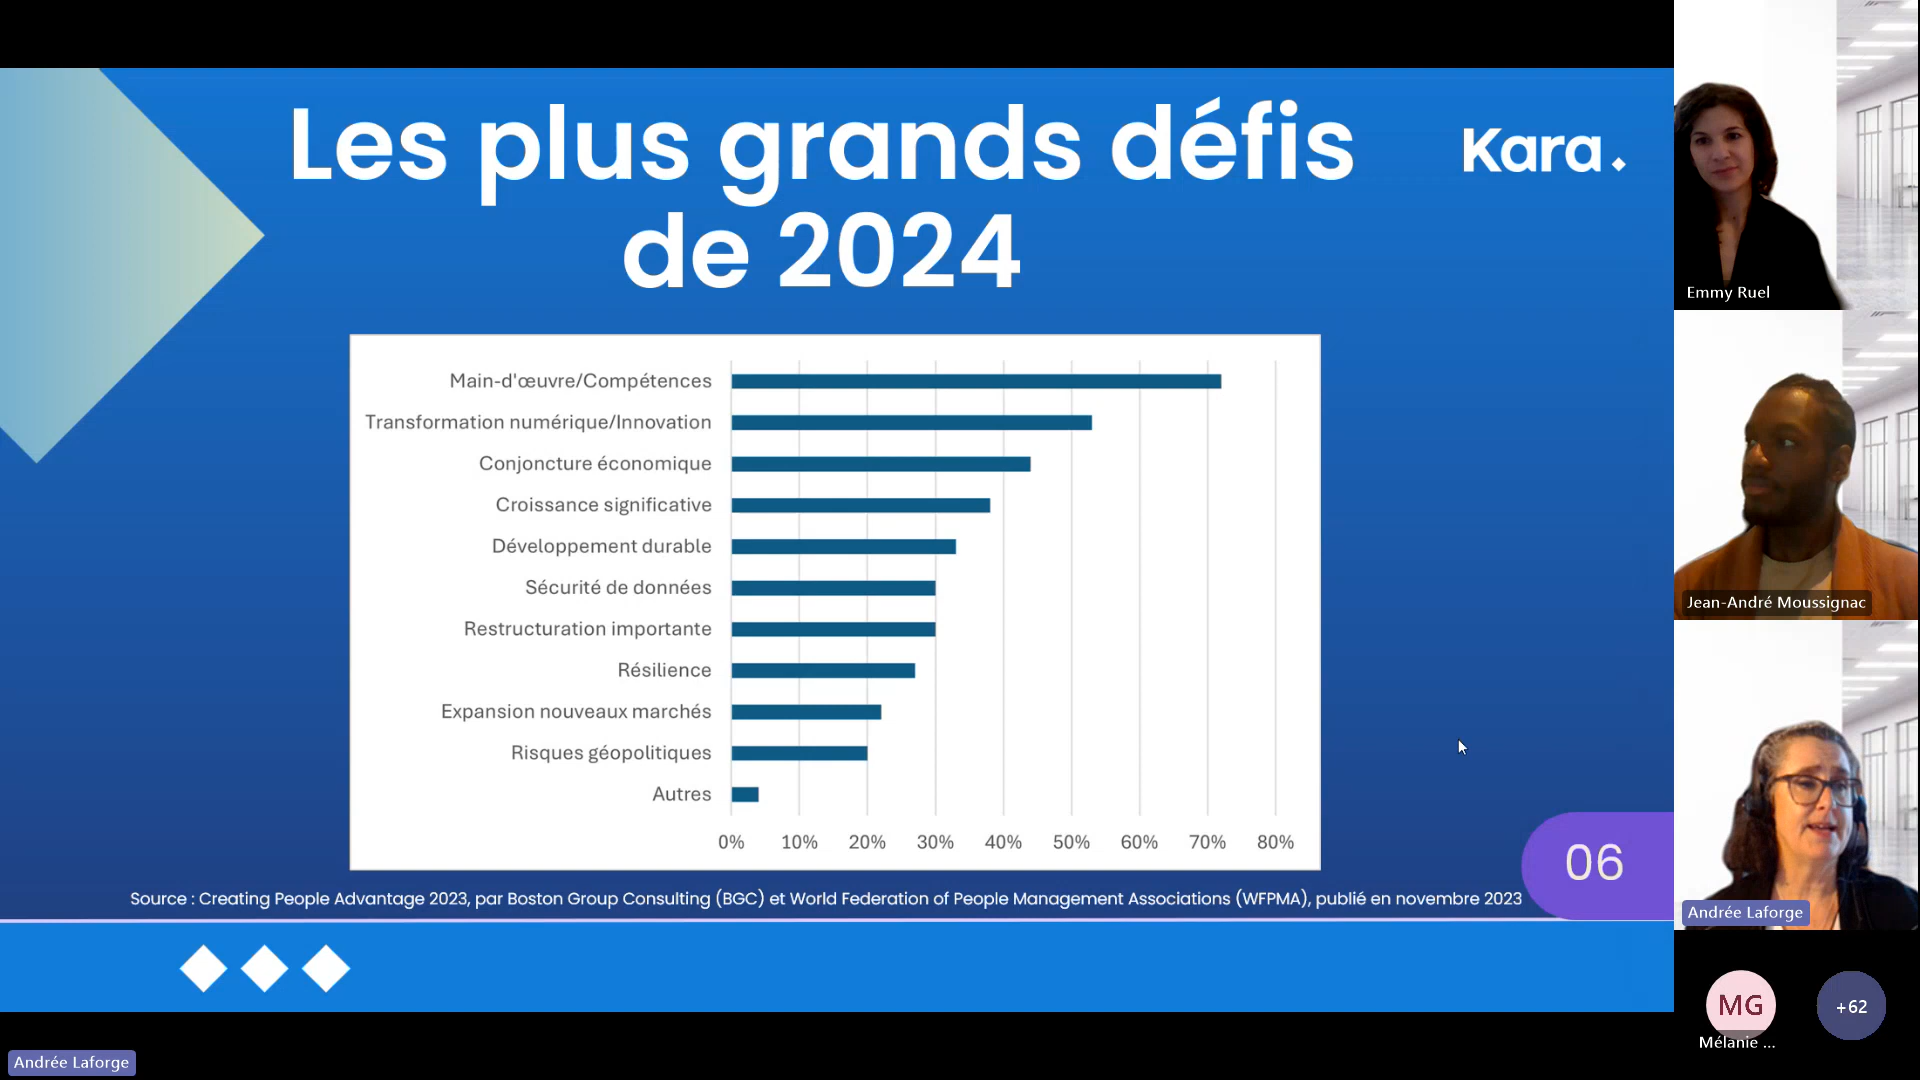 Les plus grands défis
de 2024
Kara.
Main-d'œuvre/Compétences
Transformation numérique/Innovation
Conjoncture économique
Croissance significative
Développement durable
Sécurité de données
Restructuration importante
Résilience
Expansion nouveaux marchés
Risques géopolitiques
Autres
0% 10% 20% 30% 40% 50% 60% 70% 80%
Source : Creating People Advantage 2023, par Boston Group Consulting (BGC) et World Federation of People Management Associations (WFPMA), publié en novembre 2023
06
Emmy Ruel
Jean-André Moussignac
Andrée Laforge
MG
Mélanie ...
+62
Andrée Laforge